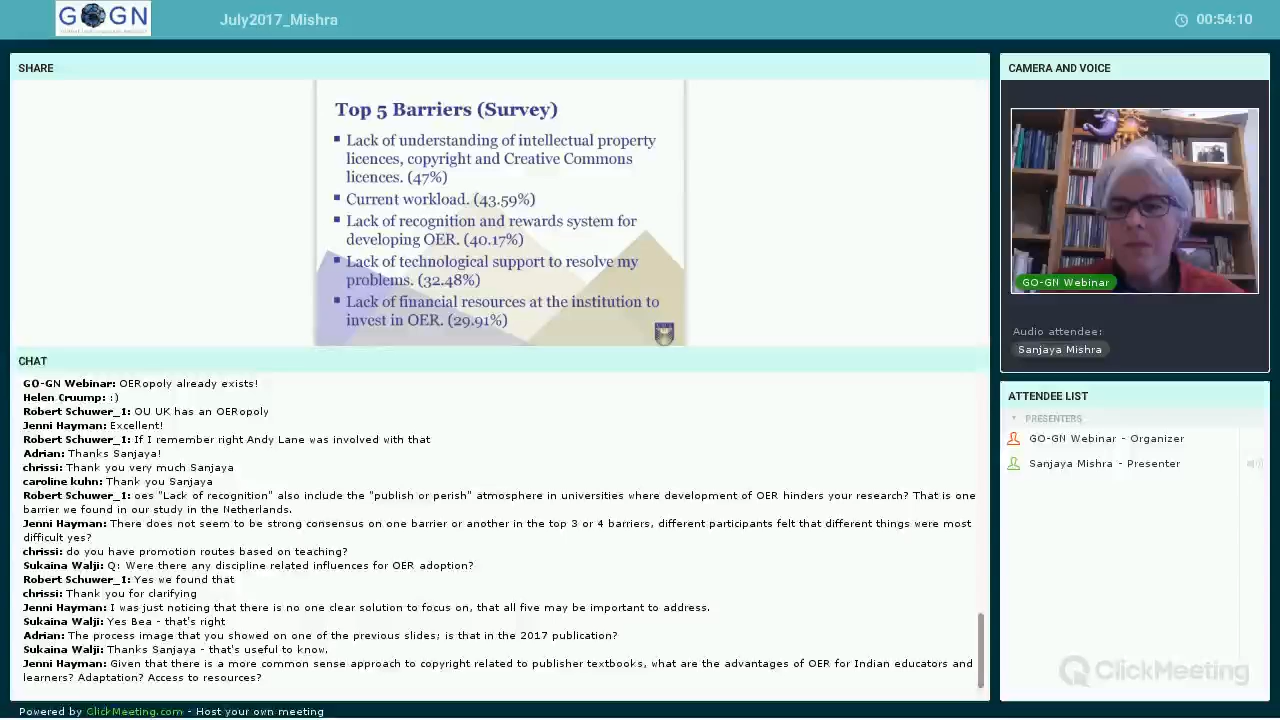 GOGN
July2017_Mishra
00:54:10
SHARE
Top 5 Barriers (Survey)
Lack of understanding of intellectual property
licences, copyright and Creative Commons
licences. (47%)
Current workload. (43.59%)
Lack of recognition and rewards system for
developing OER. (40.17%)
Lack of technological support to resolve my
problems. (32.48%)
Lack of financial resources at the institution to
invest in OER. (29.91%)
CHAT
GO-GN Webinar: OERopoly already exists!
Helen Cruump: :)
Robert Schuwer_1: OU UK has an OERopoly
Jenni Hayman: Excellent!
Robert Schuwer_1: If I remember right Andy Lane was involved with that
Adrian: Thanks Sanjaya!
chrissi: Thank you very much Sanjaya
caroline kuhn: Thank you Sanjaya
Robert Schuwer_1: oes "Lack of recognition" also include the "publish or perish" atmosphere in universities where development of OER hinders your research? That is one
barrier we found in our study in the Netherlands.
Jenni Hayman: There does not seem to be strong consensus on one barrier or another in the top 3 or 4 barriers, different participants felt that different things were most
difficult yes?
chrissi: do you have promotion routes based on teaching?
Sukaina Walji: Q: Were there any discipline related influences for OER adoption?
Robert Schuwer_1: Yes we found that
chrissi: Thank you for clarifying
Jenni Hayman: I was just noticing that there is no one clear solution to focus on, that all five may be important to address.
Sukaina Walji: Yes Bea - that's right
Adrian: The process image that you showed on one of the previous slides; is that in the 2017 publication?
Sukaina Walji: Thanks Sanjaya - that's useful to know.
Jenni Hayman: Given that there is a more common sense approach to copyright related to publisher textbooks, what are the advantages of OER for Indian educators and
learners? Adaptation? Access to resources?
CAMERA AND VOICE
GO-GN Webinar
Audio attendee:
Sanjaya Mishra
ATTENDEE LIST
PRESENTERS
GO-GN Webinar - Organizer
Sanjaya Mishra - Presenter
ClickMeeting
Powered by ClickMeeting.com - Host your own meeting